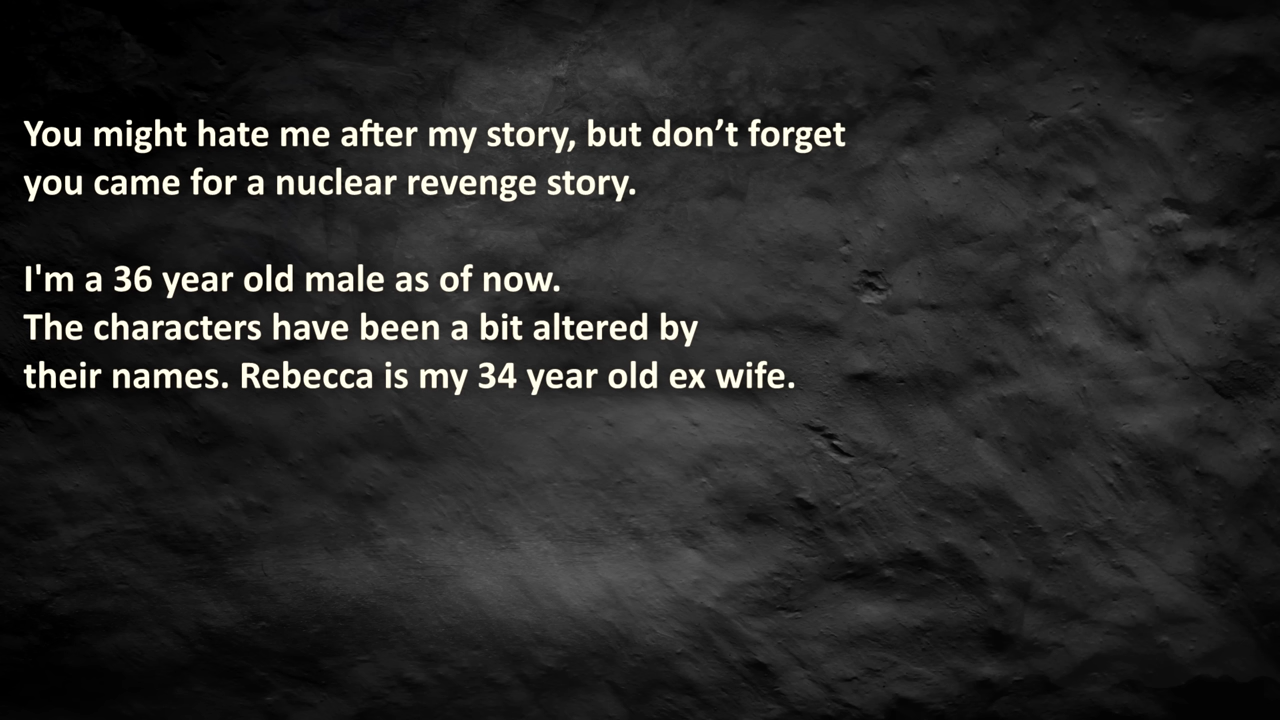 You might hate me after my story, but don’t forget
you came for a nuclear revenge story.
I'm a 36 year old male as of now.
The characters have been a bit altered by
their names. Rebecca is my 34 year old ex wife.